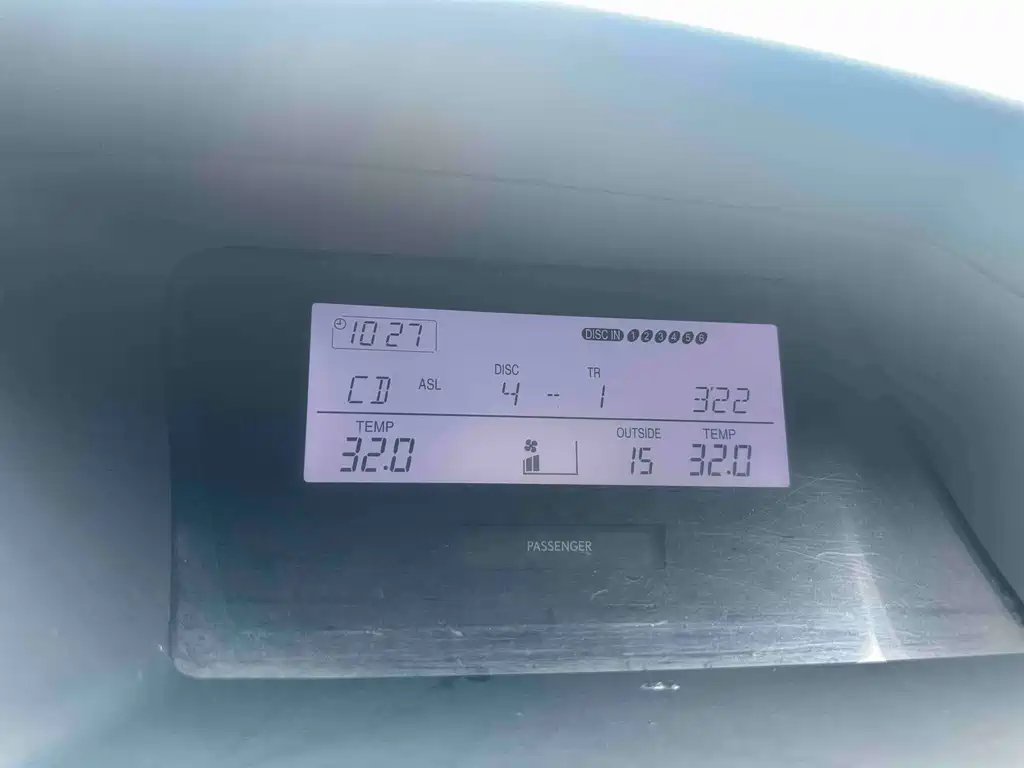 10 27 DISC IN 1 2 3 4 5 6
CD ASL DISC 4 -- TR 1 3'22
TEMP 32.0 OUTSIDE 15 TEMP 32.0
PASSENGER